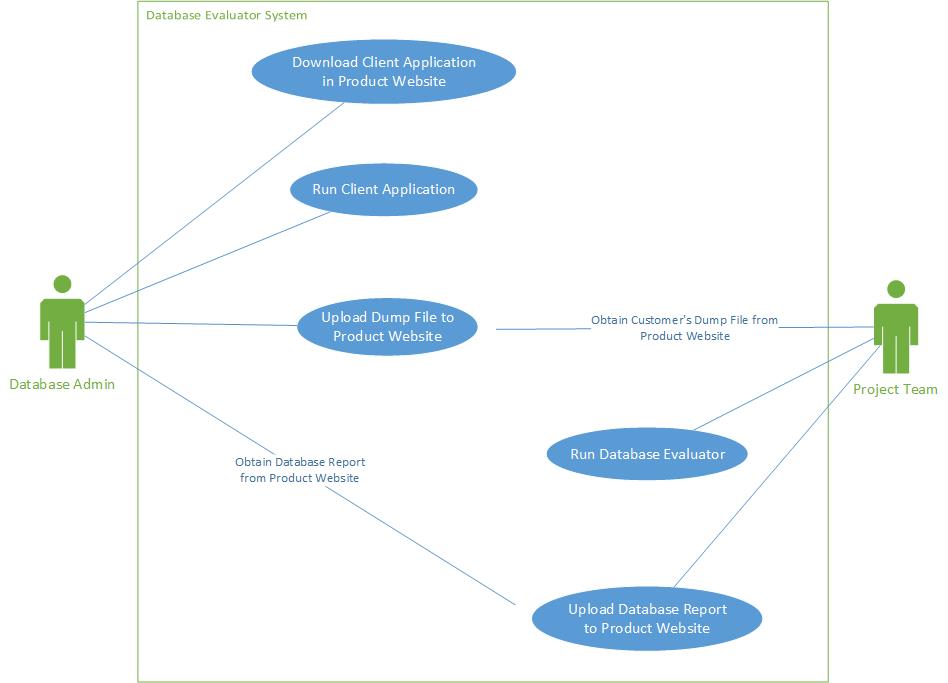 Database Evaluator System
Download Client Application
in Product Website
Run Client Application
Upload Dump File to
Product Website
Obtain Customer's Dump File from
Product Website
Database Admin
Project Team
Run Database Evaluator
Obtain Database Report
from Product Website
Upload Database Report
to Product Website